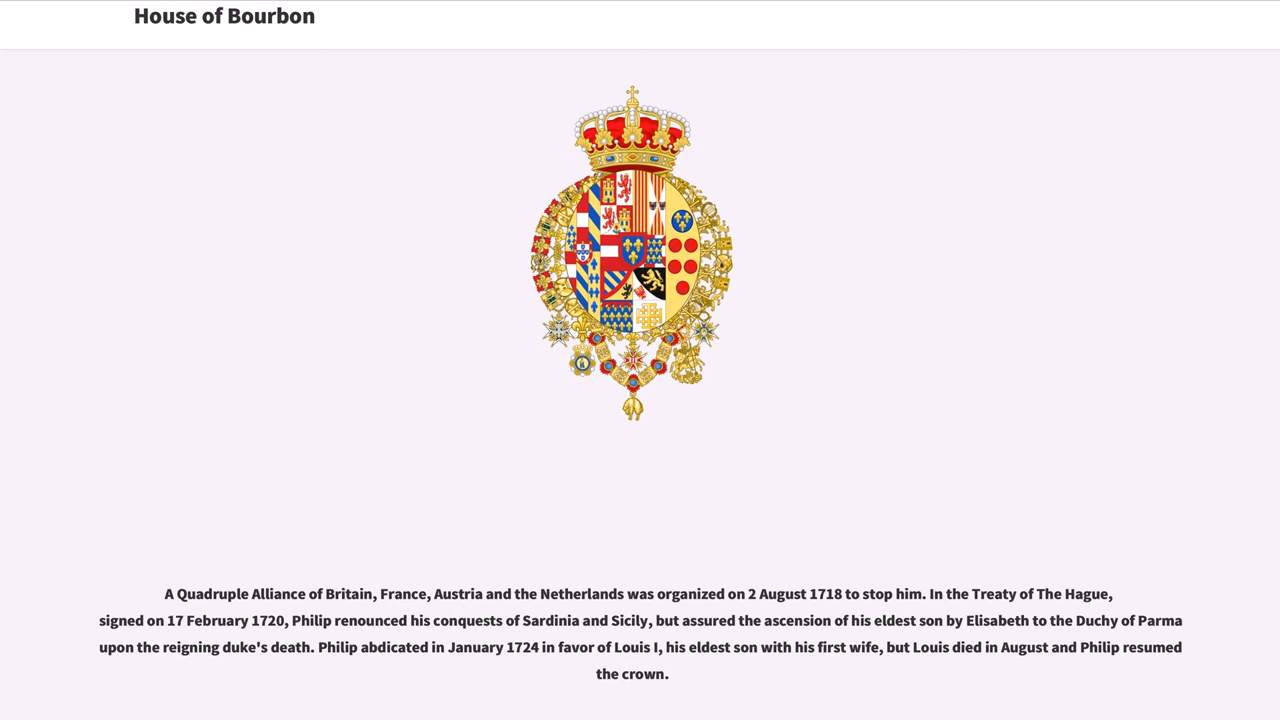 House of Bourbon
A Quadruple Alliance of Britain, France, Austria and the Netherlands was organized on 2 August 1718 to stop him. In the Treaty of The Hague,
signed on 17 February 1720, Philip renounced his conquests of Sardinia and Sicily, but assured the ascension of his eldest son by Elisabeth to the Duchy of Parma
upon the reigning duke's death. Philip abdicated in January 1724 in favor of Louis I, his eldest son with his first wife, but Louis died in August and Philip resumed
the crown.